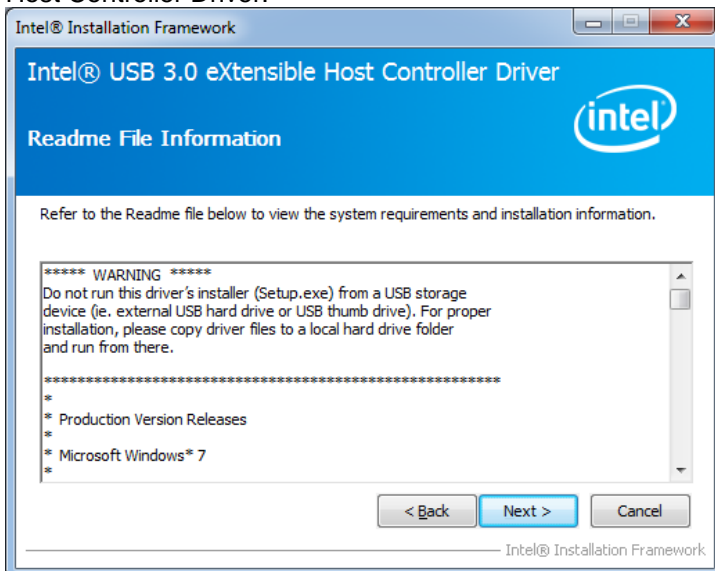 Host Controller Driver.
Intel® Installation Framework
Intel® USB 3.0 eXtensible Host Controller Driver
intel®
Readme File Information
Refer to the Readme file below to view the system requirements and installation information.
***** WARNING *****
Do not run this driver's installer (Setup.exe) from a USB storage
device (ie. external USB hard drive or USB thumb drive). For proper
installation, please copy driver files to a local hard drive folder
and run from there.
*******************************************************
*
* Production Version Releases
*
* Microsoft Windows* 7
*
< Back Next > Cancel
Intel® Installation Framework